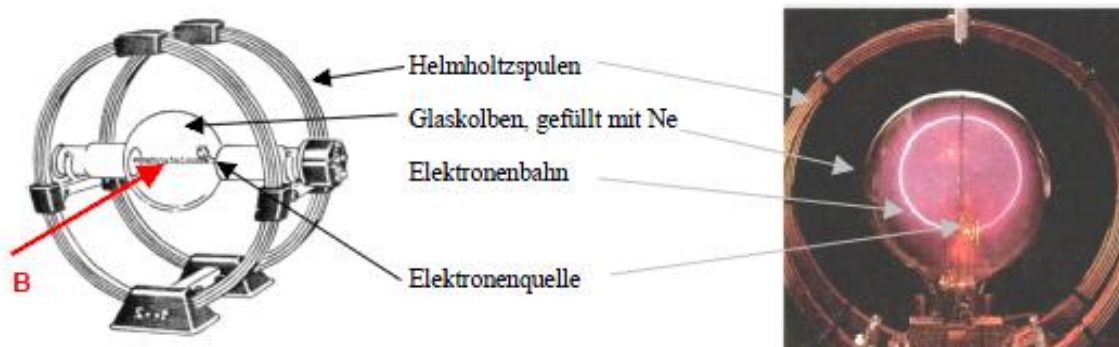 Helmholtzspulen
Glaskolben, gefüllt mit Ne
Elektronenbahn
Elektronenquelle
B